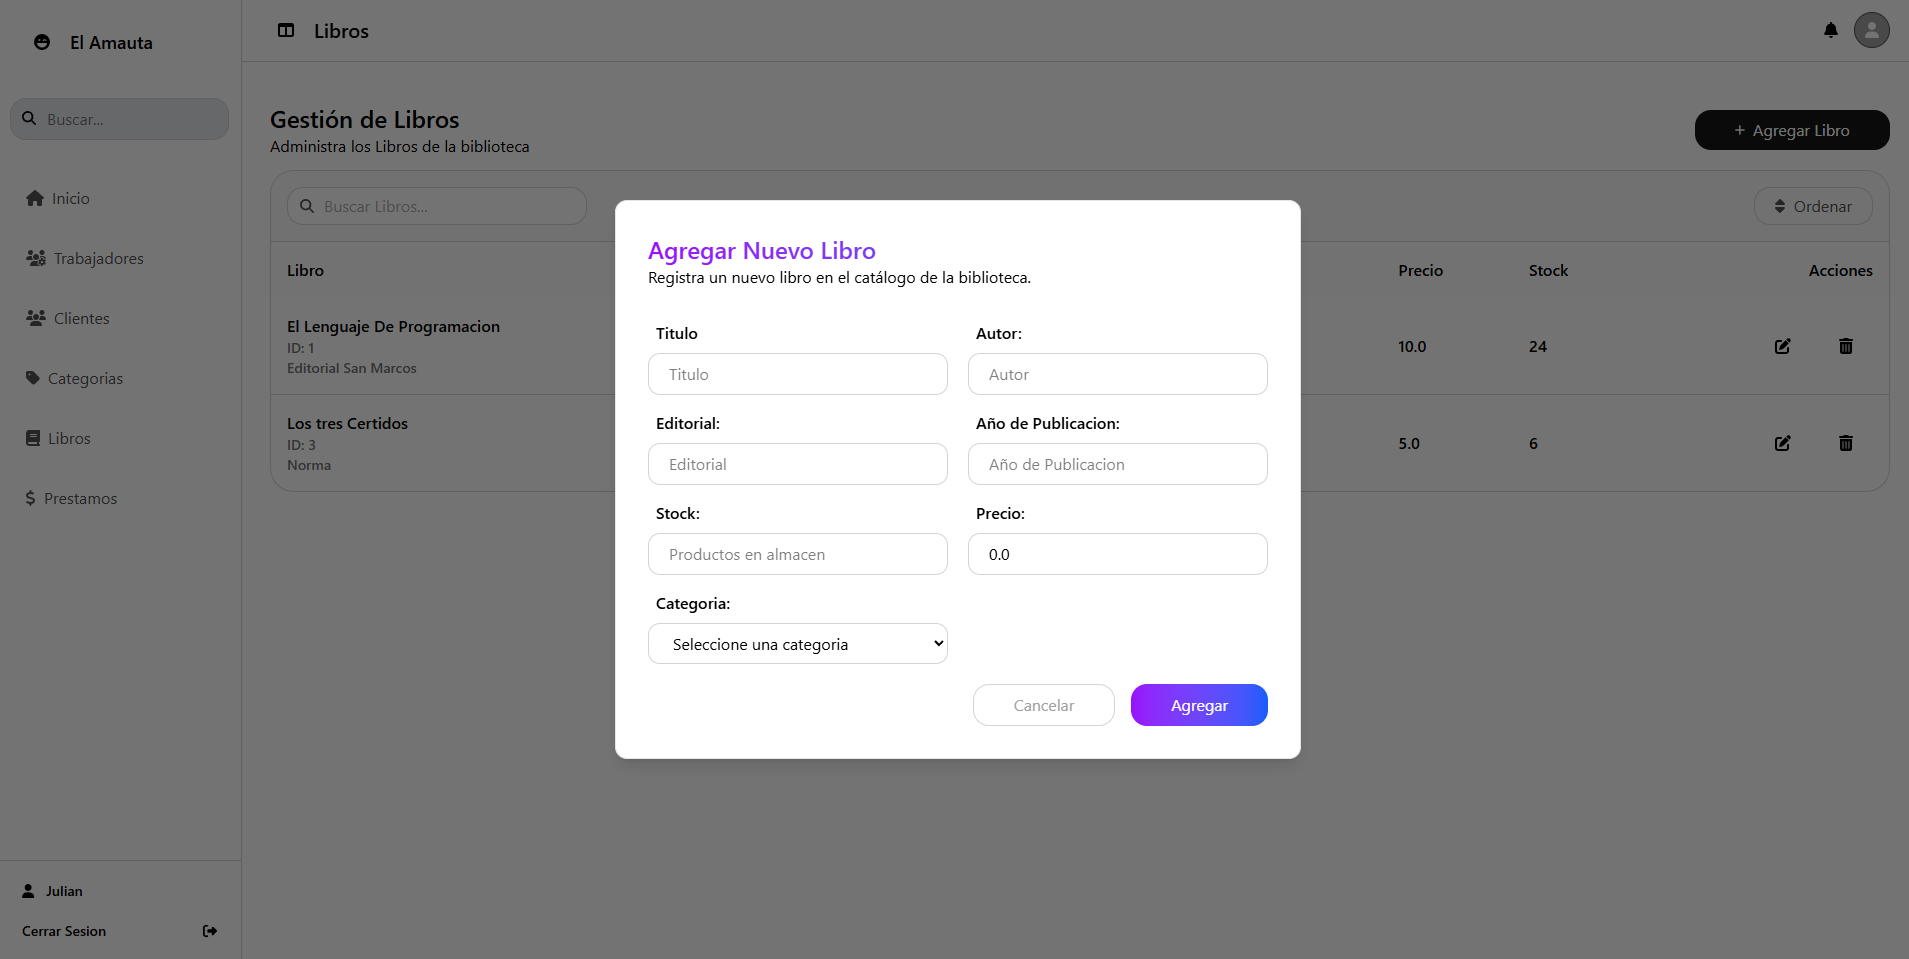 El Amauta
Buscar...
Inicio
Trabajadores
Clientes
Categorias
Libros
Prestamos
Julian
Cerrar Sesion
Libros
Gestión de Libros
Administra los Libros de la biblioteca
+ Agregar Libro
Buscar Libros...
Ordenar
Libro
Precio
Stock
Acciones
El Lenguaje De Programacion
ID: 1
Editorial San Marcos
10.0
24
Los tres Certidos
ID: 3
Norma
5.0
6
Agregar Nuevo Libro
Registra un nuevo libro en el catálogo de la biblioteca.
Titulo
Autor:
Titulo
Autor
Editorial:
Año de Publicacion:
Editorial
Año de Publicacion
Stock:
Precio:
Productos en almacen
0.0
Categoria:
Seleccione una categoria
Cancelar
Agregar